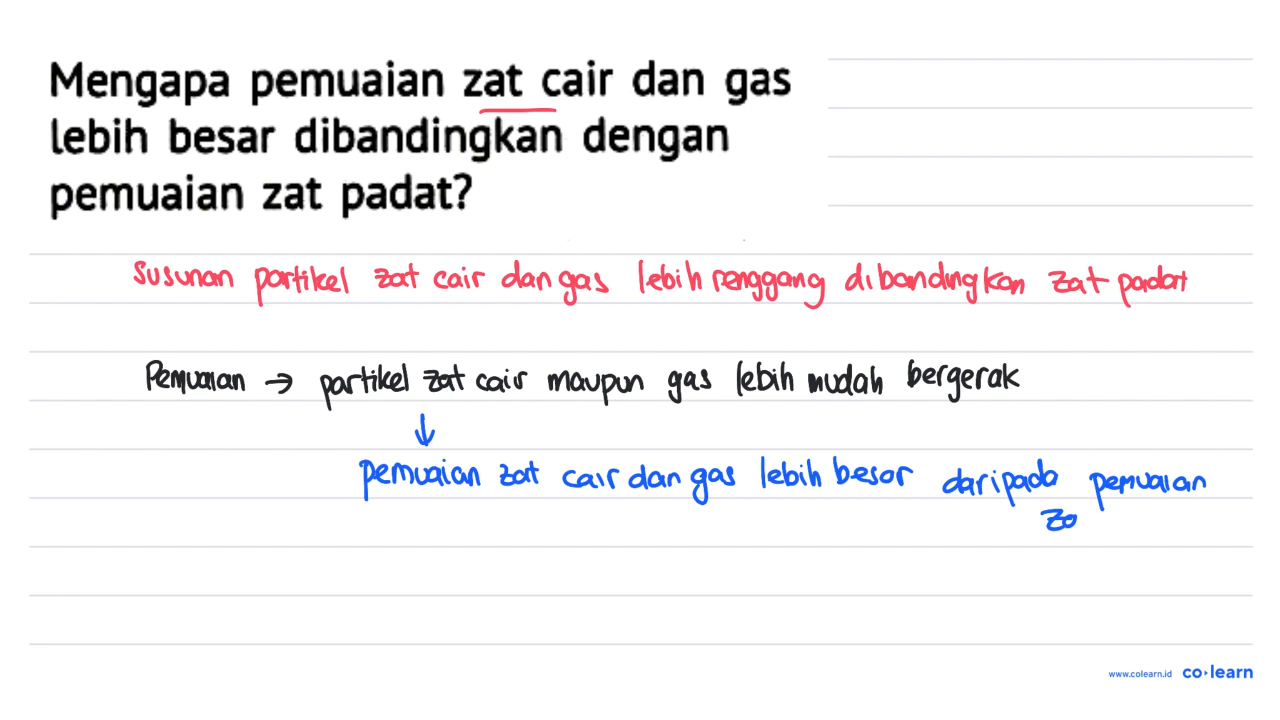 Mengapa pemuaian zat cair dan gas
lebih besar dibandingkan dengan
pemuaian zat padat?
Susunan partikel zat cair dan gas lebih renggang dibandingkan zat padat
Pemuaian → partikel zat cair maupun gas lebih mudah bergerak
↓
pemuaian zat cair dan gas lebih besar daripada pemuaian
za
www.colearn.id co·learn